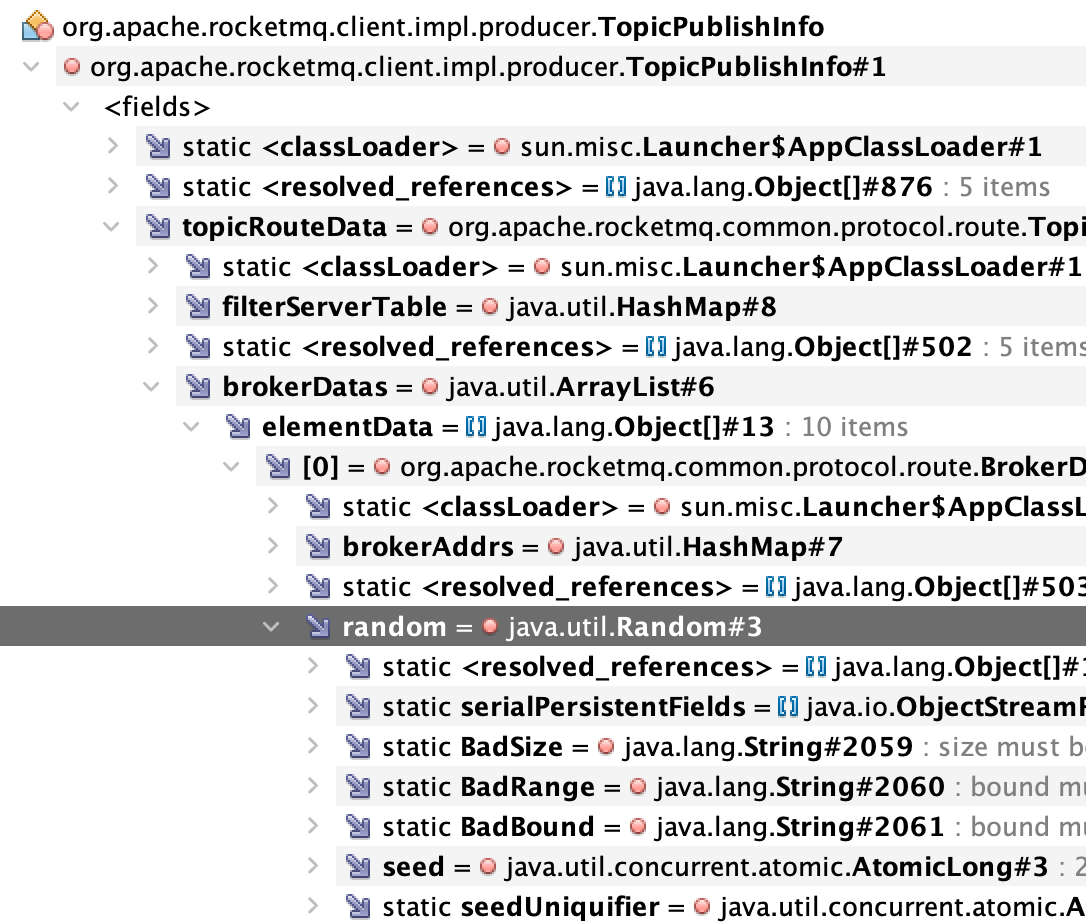 org.apache.rocketmq.client.impl.producer.TopicPublishInfo
org.apache.rocketmq.client.impl.producer.TopicPublishInfo#1
<fields>
static <classLoader> = sun.misc.Launcher$AppClassLoader#1
static <resolved_references> = [] java.lang.Object[]#876 : 5 items
topicRouteData = org.apache.rocketmq.common.protocol.route.Topi
static <classLoader> = sun.misc.Launcher$AppClassLoader#1
filterServerTable = java.util.HashMap#8
static <resolved_references> = [] java.lang.Object[]#502 : 5 items
brokerDatas = java.util.ArrayList#6
elementData = [] java.lang.Object[]#13 : 10 items
[0] = org.apache.rocketmq.common.protocol.route.BrokerD
static <classLoader> = sun.misc.Launcher$AppClassL
brokerAddrs = java.util.HashMap#7
static <resolved_references> = [] java.lang.Object[]#503
random = java.util.Random#3
static <resolved_references> = [] java.lang.Object[]#1
static serialPersistentFields = [] java.io.ObjectStreamF
static BadSize = java.lang.String#2059 : size must be
static BadRange = java.lang.String#2060 : bound mu
static BadBound = java.lang.String#2061 : bound mu
seed = java.util.concurrent.atomic.AtomicLong#3 : 2
static seedUniquifier = java.util.concurrent.atomic.A